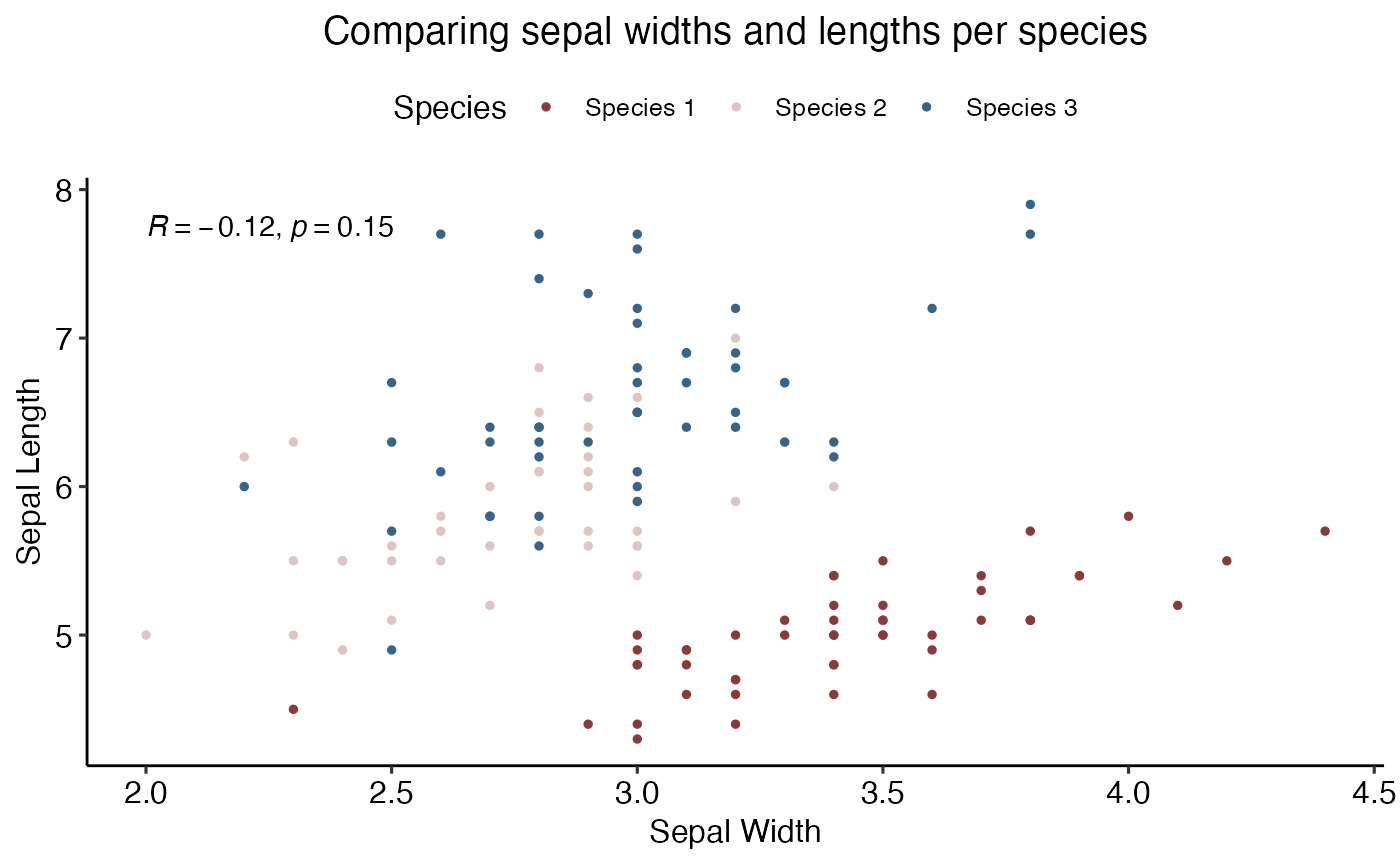 Comparing sepal widths and lengths per species
Species Species 1 Species 2 Species 3
8
R = −0.12, p = 0.15
7
6
5
Sepal Length
2.0 2.5 3.0 3.5 4.0 4.5
Sepal Width